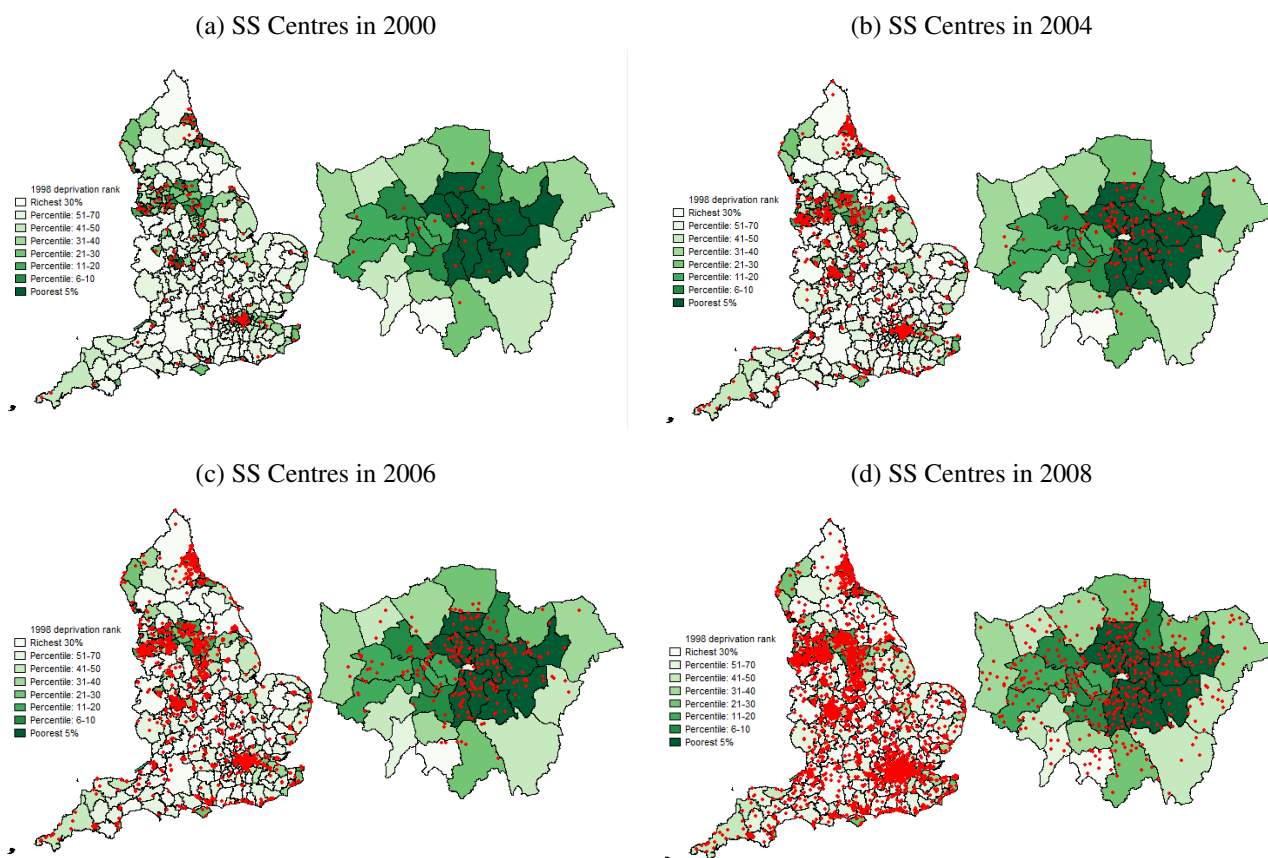 (a) SS Centres in 2000
1998 deprivation rank
Richest 30%
Percentile: 51-70
Percentile: 41-50
Percentile: 31-40
Percentile: 21-30
Percentile: 11-20
Percentile: 6-10
Poorest 5%
(b) SS Centres in 2004
1998 deprivation rank
Richest 30%
Percentile: 51-70
Percentile: 41-50
Percentile: 31-40
Percentile: 21-30
Percentile: 11-20
Percentile: 6-10
Poorest 5%
(c) SS Centres in 2006
1998 deprivation rank
Richest 30%
Percentile: 51-70
Percentile: 41-50
Percentile: 31-40
Percentile: 21-30
Percentile: 11-20
Percentile: 6-10
Poorest 5%
(d) SS Centres in 2008
1998 deprivation rank
Richest 30%
Percentile: 51-70
Percentile: 41-50
Percentile: 31-40
Percentile: 21-30
Percentile: 11-20
Percentile: 6-10
Poorest 5%